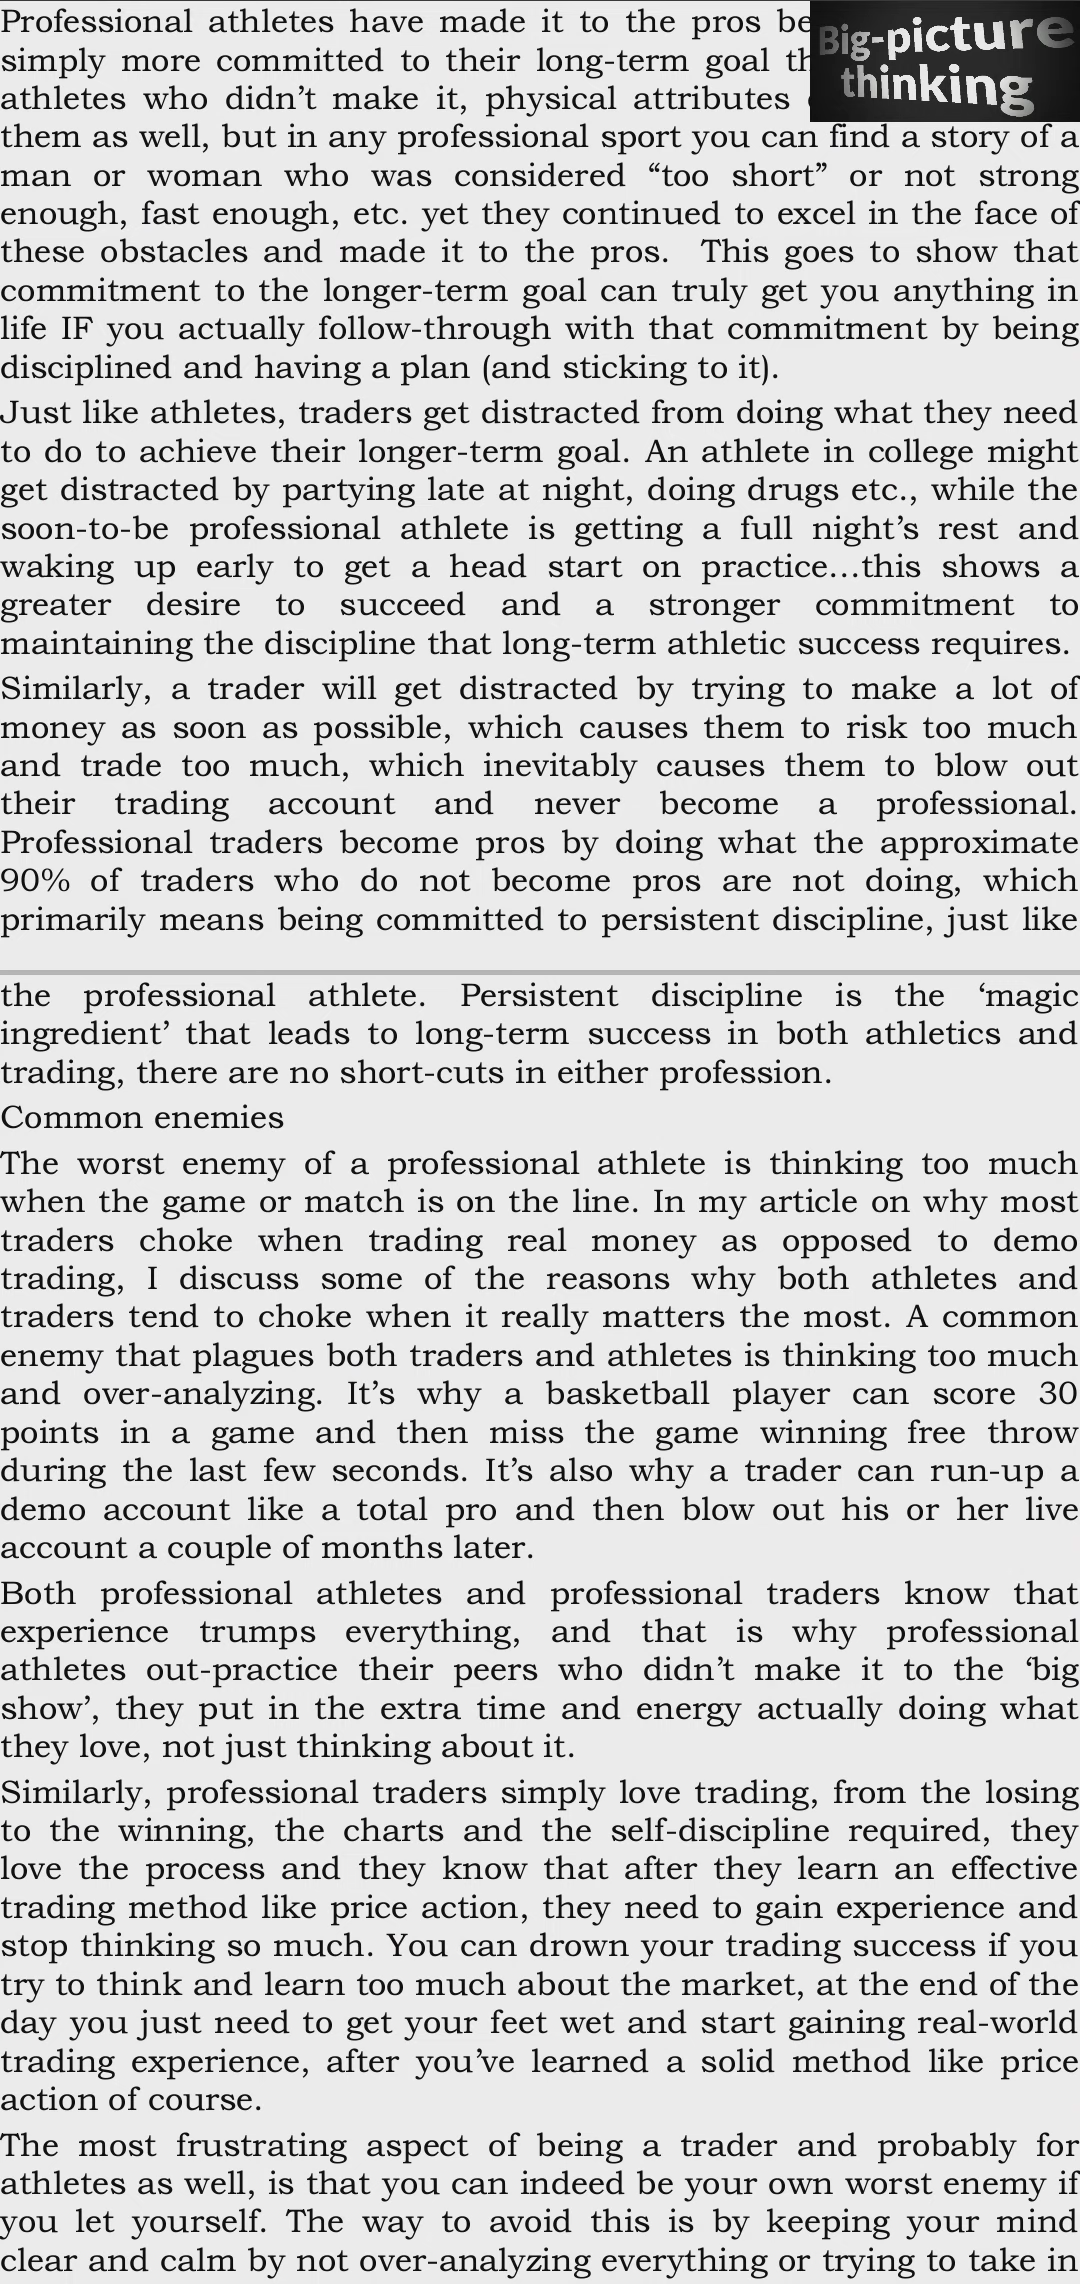 Professional athletes have made it to the pros be
simply more committed to their long-term goal th
athletes who didn’t make it, physical attributes
Big-picture
thinking
them as well, but in any professional sport you can find a story of a
man or woman who was considered “too short” or not strong
enough, fast enough, etc. yet they continued to excel in the face of
these obstacles and made it to the pros.  This goes to show that
commitment to the longer-term goal can truly get you anything in
life IF you actually follow-through with that commitment by being
disciplined and having a plan (and sticking to it).
Just like athletes, traders get distracted from doing what they need
to do to achieve their longer-term goal. An athlete in college might
get distracted by partying late at night, doing drugs etc., while the
soon-to-be professional athlete is getting a full night’s rest and
waking up early to get a head start on practice…this shows a
greater desire to succeed and a stronger commitment to
maintaining the discipline that long-term athletic success requires.
Similarly, a trader will get distracted by trying to make a lot of
money as soon as possible, which causes them to risk too much
and trade too much, which inevitably causes them to blow out
their trading account and never become a professional.
Professional traders become pros by doing what the approximate
90% of traders who do not become pros are not doing, which
primarily means being committed to persistent discipline, just like
the professional athlete. Persistent discipline is the ‘magic
ingredient’ that leads to long-term success in both athletics and
trading, there are no short-cuts in either profession.
Common enemies
The worst enemy of a professional athlete is thinking too much
when the game or match is on the line. In my article on why most
traders choke when trading real money as opposed to demo
trading, I discuss some of the reasons why both athletes and
traders tend to choke when it really matters the most. A common
enemy that plagues both traders and athletes is thinking too much
and over-analyzing. It’s why a basketball player can score 30
points in a game and then miss the game winning free throw
during the last few seconds. It’s also why a trader can run-up a
demo account like a total pro and then blow out his or her live
account a couple of months later.
Both professional athletes and professional traders know that
experience trumps everything, and that is why professional
athletes out-practice their peers who didn’t make it to the ‘big
show’, they put in the extra time and energy actually doing what
they love, not just thinking about it.
Similarly, professional traders simply love trading, from the losing
to the winning, the charts and the self-discipline required, they
love the process and they know that after they learn an effective
trading method like price action, they need to gain experience and
stop thinking so much. You can drown your trading success if you
try to think and learn too much about the market, at the end of the
day you just need to get your feet wet and start gaining real-world
trading experience, after you’ve learned a solid method like price
action of course.
The most frustrating aspect of being a trader and probably for
athletes as well, is that you can indeed be your own worst enemy if
you let yourself. The way to avoid this is by keeping your mind
clear and calm by not over-analyzing everything or trying to take in